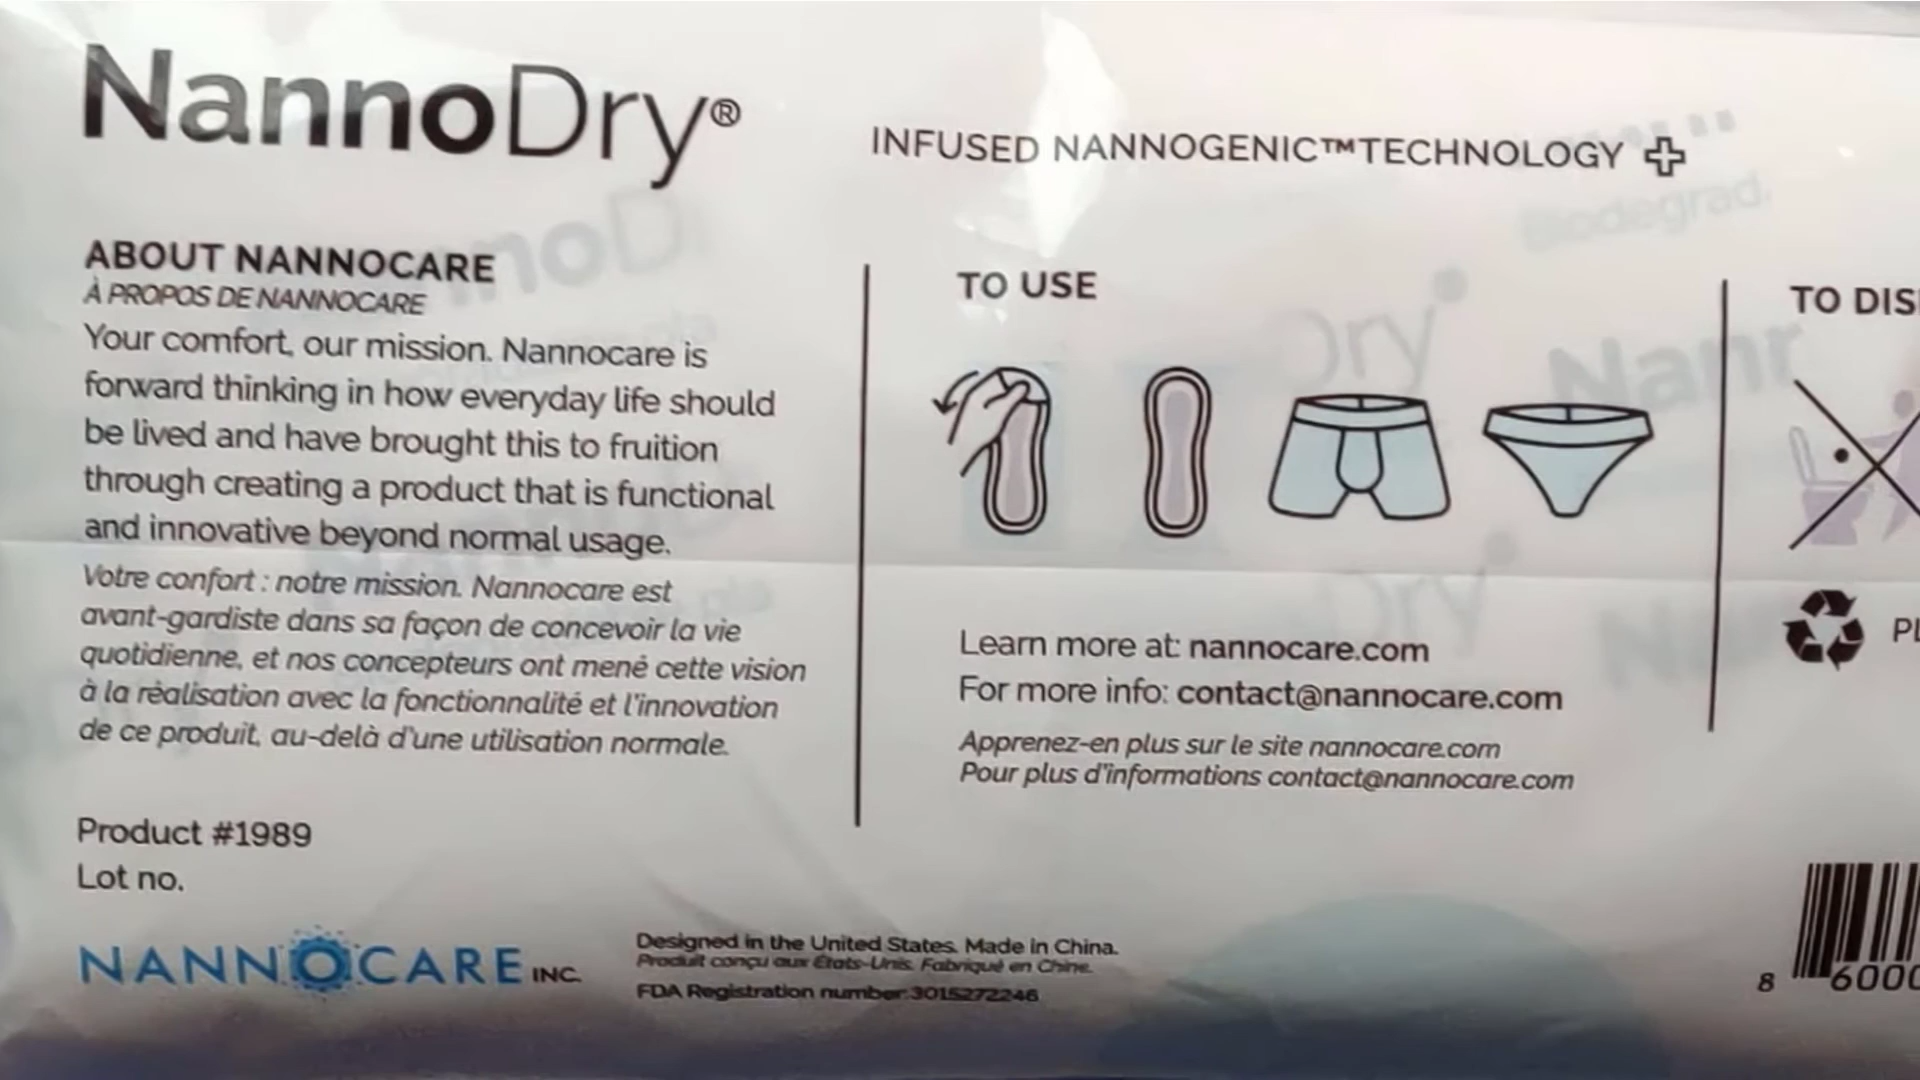 NannoDry®
INFUSED NANNOGENIC™TECHNOLOGY
ABOUT NANNOCARE
À PROPOS DE NANNOCARE
Your comfort, our mission. Nannocare is
forward thinking in how everyday life should
be lived and have brought this to fruition
through creating a product that is functional
and innovative beyond normal usage.
Votre confort : notre mission. Nannocare est
avant-gardiste dans sa façon de concevoir la vie
quotidienne, et nos concepteurs ont mené cette vision
à la réalisation avec la fonctionnalité et l'innovation
de ce produit, au-delà d'une utilisation normale.
Product #1989
Lot no.
NANNOCARE INC.
Designed in the United States. Made in China.
Produit conçu aux États-Unis. Fabriqué en Chine.
FDA Registration number:3015272246
TO USE
Learn more at: nannocare.com
For more info: contact@nannocare.com
Apprenez-en plus sur le site nannocare.com
Pour plus d'informations contact@nannocare.com
TO DIS
PL
8 6000